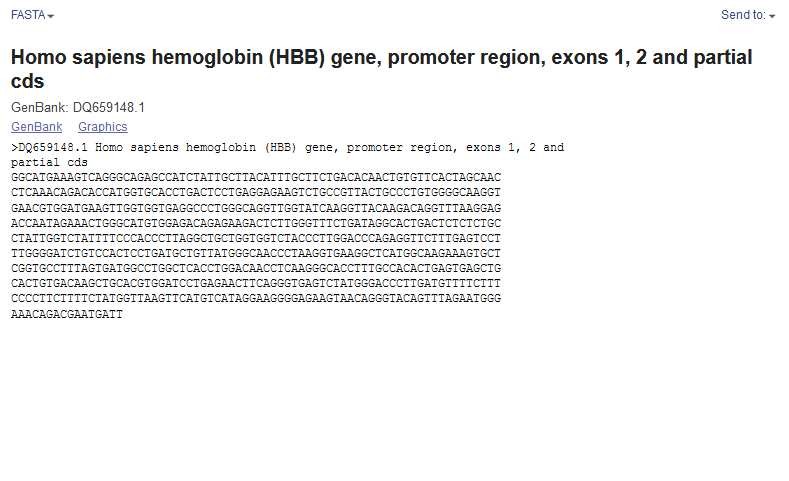 FASTA
Send to:
Homo sapiens hemoglobin (HBB) gene, promoter region, exons 1, 2 and partial
cds
GenBank: DQ659148.1
GenBank Graphics
>DQ659148.1 Homo sapiens hemoglobin (HBB) gene, promoter region, exons 1, 2 and
partial cds
GGCATGAAAGTCAGGGCAGAGCCATCTATTGCTTACATTTGCTTCTGACACAACTGTGTTCACTAGCAAC
CTCAAACAGACACCATGGTGCACCTGACTCCTGAGGAGAAGTCTGCCGTTACTGCCCTGTGGGGCAAGGT
GAACGTGGATGAAGTTGGTGGTGAGGCCCTGGGCAGGTTGGTATCAAGGTTACAAGACAGGTTTAAGGAG
ACCAATAGAAACTGGGCATGTGGAGACAGAGAAGACTCTTGGGTTTCTGATAGGCACTGACTCTCTCTGC
CTATTGGTCTATTTTCCCACCCTTAGGCTGCTGGTGGTCTACCCTTGGACCCAGAGGTTCTTTGAGTCCT
TTGGGGATCTGTCCACTCCTGATGCTGTTATGGGCAACCCTAAGGTGAAGGCTCATGGCAAGAAAGTGCT
CGGTGCCTTTAGTGATGGCCTGGCTCACCTGGACAACCTCAAGGGCACCTTTGCCACACTGAGTGAGCTG
CACTGTGACAAGCTGCACGTGGATCCTGAGAACTTCAGGGTGAGTCTATGGGACCCTTGATGTTTTCTTT
CCCCTTCTTTTCTATGGTTAAGTTCATGTCATAGGAAGGGGAGAAGTAACAGGGTACAGTTTAGAATGGG
AAACAGACGAATGATT